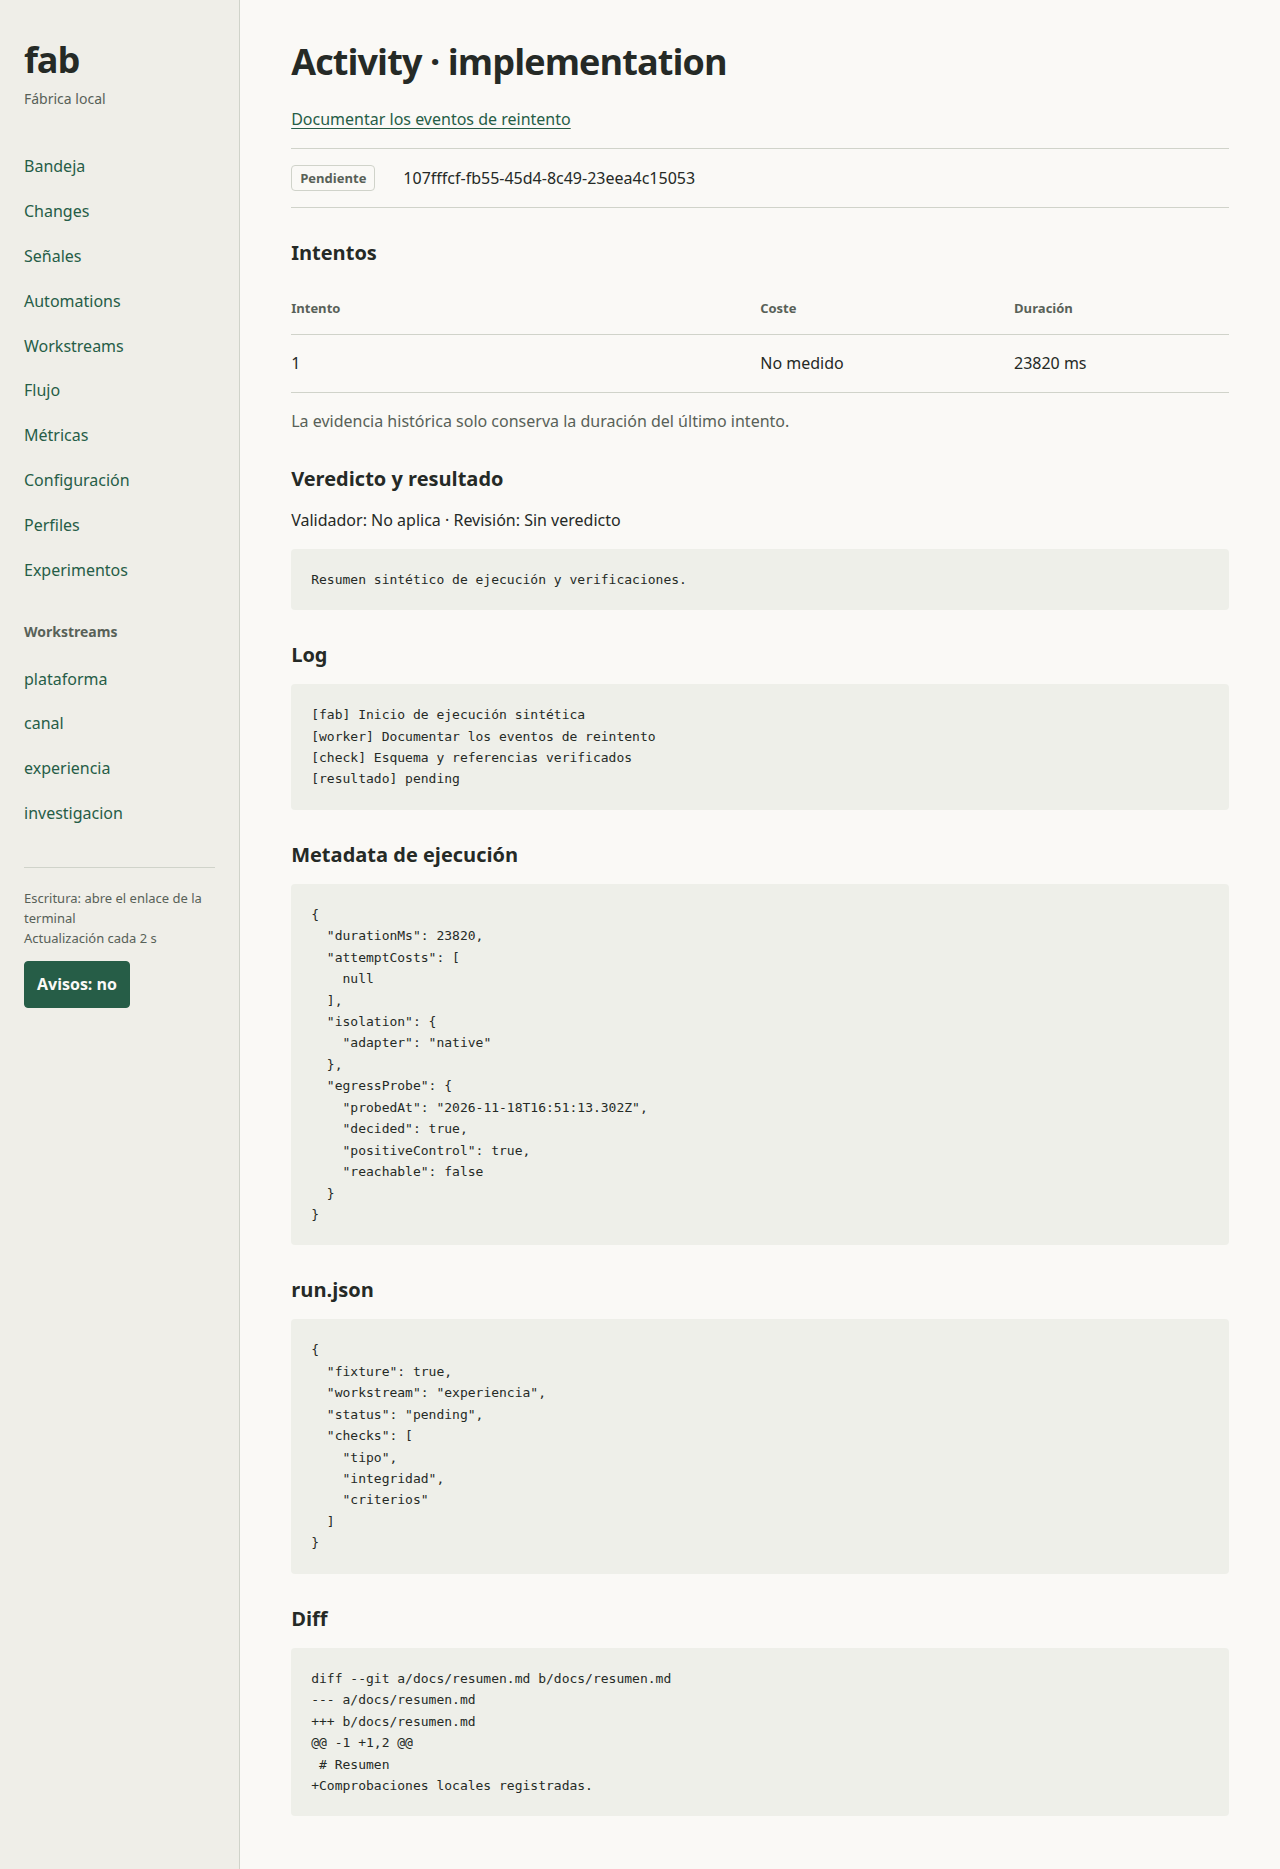 fab
Fábrica local
Bandeja
Changes
Señales
Automations
Workstreams
Flujo
Métricas
Configuración
Perfiles
Experimentos
Workstreams
plataforma
canal
experiencia
investigacion
Escritura: abre el enlace de la
terminal
Actualización cada 2 s
Avisos: no
Activity · implementation
Documentar los eventos de reintento
Pendiente 107fffcf-fb55-45d4-8c49-23eea4c15053
Intentos
Intento Coste Duración
1 No medido 23820 ms
La evidencia histórica solo conserva la duración del último intento.
Veredicto y resultado
Validador: No aplica · Revisión: Sin veredicto
Resumen sintético de ejecución y verificaciones.
Log
[fab] Inicio de ejecución sintética
[worker] Documentar los eventos de reintento
[check] Esquema y referencias verificados
[resultado] pending
Metadata de ejecución
{
  "durationMs": 23820,
  "attemptCosts": [
    null
  ],
  "isolation": {
    "adapter": "native"
  },
  "egressProbe": {
    "probedAt": "2026-11-18T16:51:13.302Z",
    "decided": true,
    "positiveControl": true,
    "reachable": false
  }
}
run.json
{
  "fixture": true,
  "workstream": "experiencia",
  "status": "pending",
  "checks": [
    "tipo",
    "integridad",
    "criterios"
  ]
}
Diff
diff --git a/docs/resumen.md b/docs/resumen.md
--- a/docs/resumen.md
+++ b/docs/resumen.md
@@ -1 +1,2 @@
 # Resumen
+Comprobaciones locales registradas.